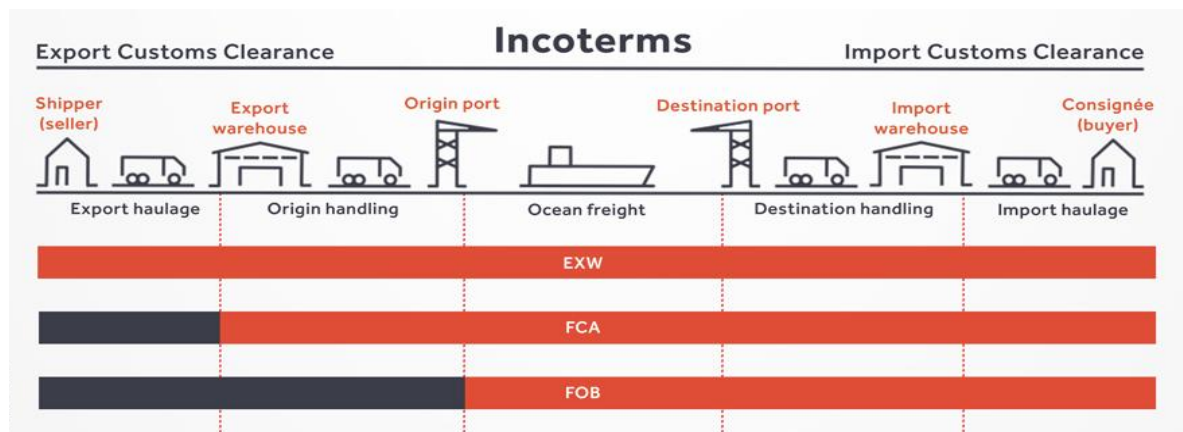 Incoterms
Export Customs Clearance
Import Customs Clearance
Shipper
(seller)
Export
warehouse
Origin port
Destination port
Import
warehouse
Consignée
(buyer)
Export haulage
Origin handling
Ocean freight
Destination handling
Import haulage
EXW
FCA
FOB